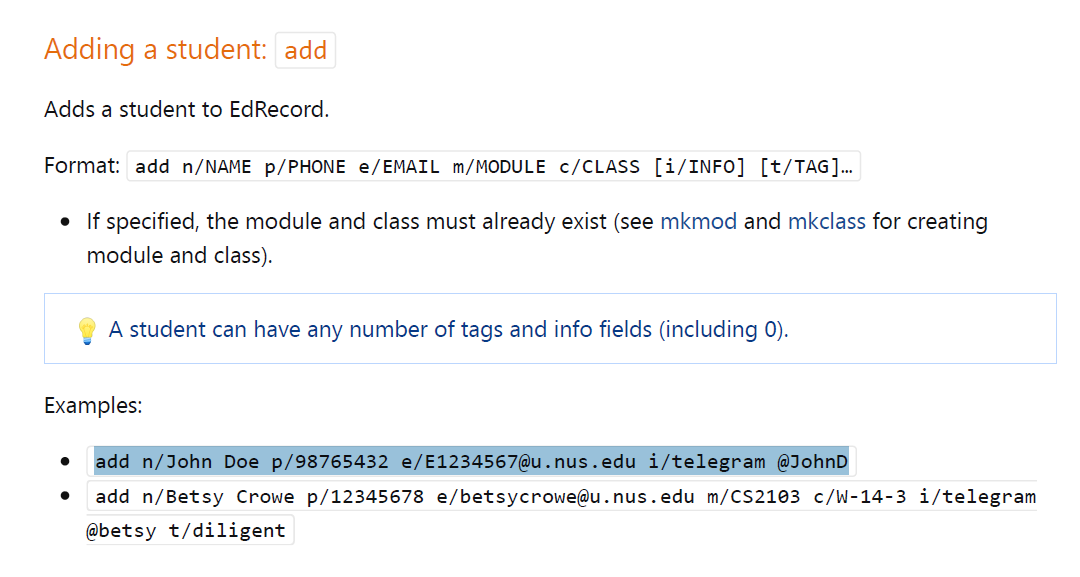 Adding a student: add
Adds a student to EdRecord.
Format: add n/NAME p/PHONE e/EMAIL m/MODULE c/CLASS [i/INFO] [t/TAG]…
• If specified, the module and class must already exist (see mkmod and mkclass for creating
module and class).
💡 A student can have any number of tags and info fields (including 0).
Examples:
• add n/John Doe p/98765432 e/E1234567@u.nus.edu i/telegram @JohnD
• add n/Betsy Crowe p/12345678 e/betsycrowe@u.nus.edu m/CS2103 c/W-14-3 i/telegram
@betsy t/diligent